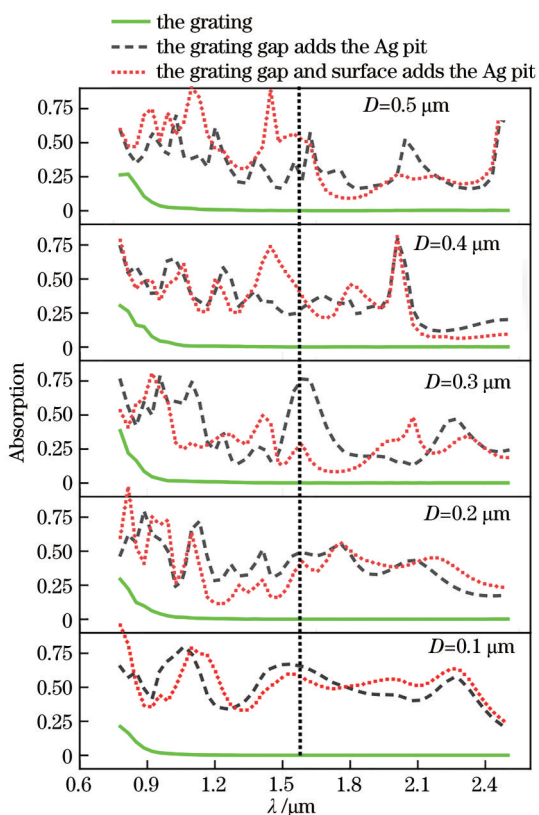 the grating
the grating gap adds the Ag pit
the grating gap and surface adds the Ag pit
D=0.5 μm
0.75
0.50
0.25
0
D=0.4 μm
0.75
0.50
0.25
0
D=0.3 μm
0.75
0.50
0.25
0
D=0.2 μm
0.75
0.50
0.25
0
D=0.1 μm
0.75
0.50
0.25
0
Absorption
0.6 0.9 1.2 1.5 1.8 2.1 2.4
λ/μm